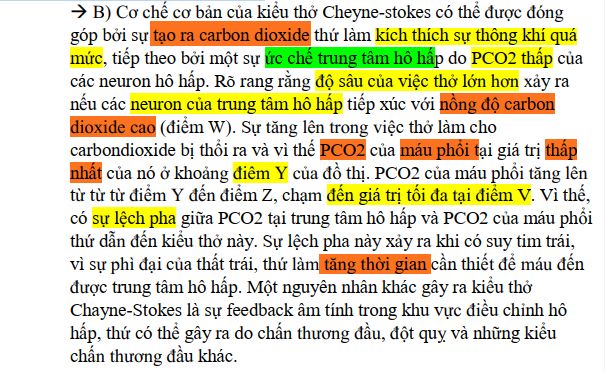 → B) Cơ chế cơ bản của kiểu thở Cheyne-stokes có thể được đóng
góp bởi sự tạo ra carbon dioxide thứ làm kích thích sự thông khí quá
mức, tiếp theo bởi một sự ức chế trung tâm hô hấp do PCO2 thấp của
các neuron hô hấp. Rõ rang rằng độ sâu của việc thở lớn hơn xảy ra
nếu các neuron của trung tâm hô hấp tiếp xúc với nồng độ carbon
dioxide cao (điểm W). Sự tăng lên trong việc thở làm cho
carbondioxide bị thổi ra và vì thế PCO2 của máu phổi tại giá trị thấp
nhất của nó ở khoảng điêm Y của đồ thị. PCO2 của máu phổi tăng lên
từ từ từ điểm Y đến điểm Z, chạm đến giá trị tối đa tại điểm V. Vì thế,
có sự lệch pha giữa PCO2 tại trung tâm hô hấp và PCO2 của máu phổi
thứ dẫn đến kiểu thở này. Sự lệch pha này xảy ra khi có suy tim trái,
vì sự phì đại của thất trái, thứ làm tăng thời gian cần thiết để máu đến
được trung tâm hô hấp. Một nguyên nhân khác gây ra kiểu thở
Chayne-Stokes là sự feedback âm tính trong khu vực điều chỉnh hô
hấp, thứ có thể gây ra do chấn thương đầu, đột quỵ và những kiểu
chấn thương đầu khác.